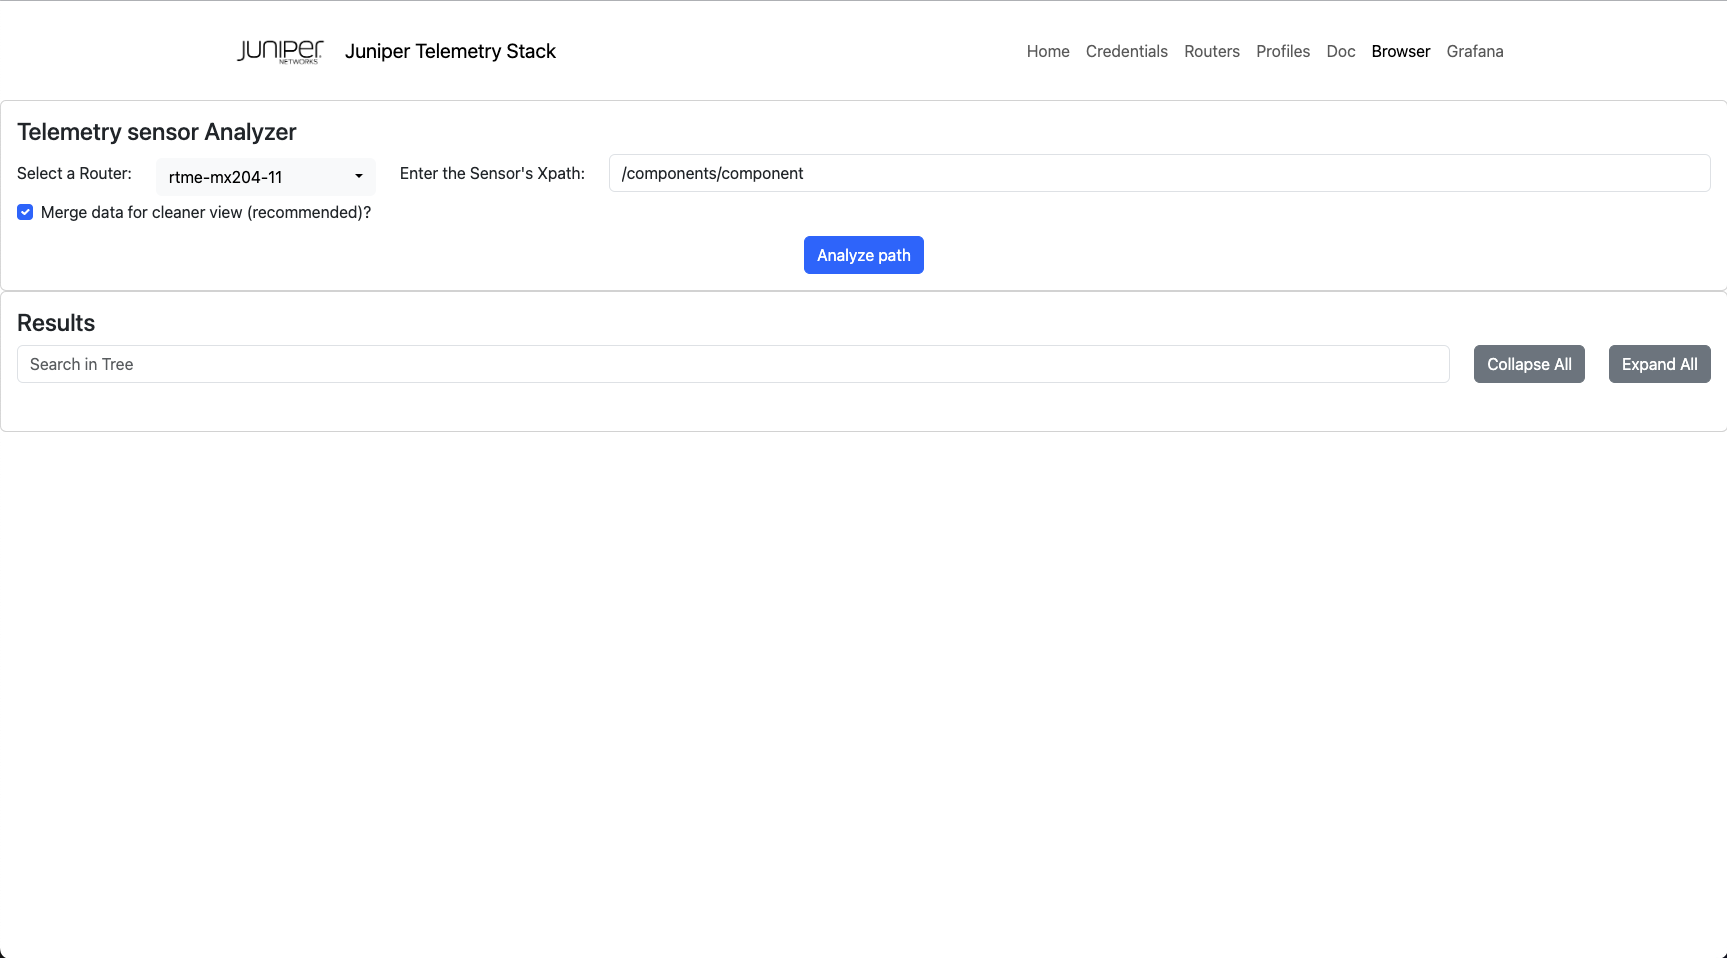 JUNIPER NETWORKS Juniper Telemetry Stack Home Credentials Routers Profiles Doc Browser Grafana
Telemetry sensor Analyzer
Select a Router: rtme-mx204-11 Enter the Sensor's Xpath: /components/component
Merge data for cleaner view (recommended)?
Analyze path
Results
Search in Tree Collapse All Expand All